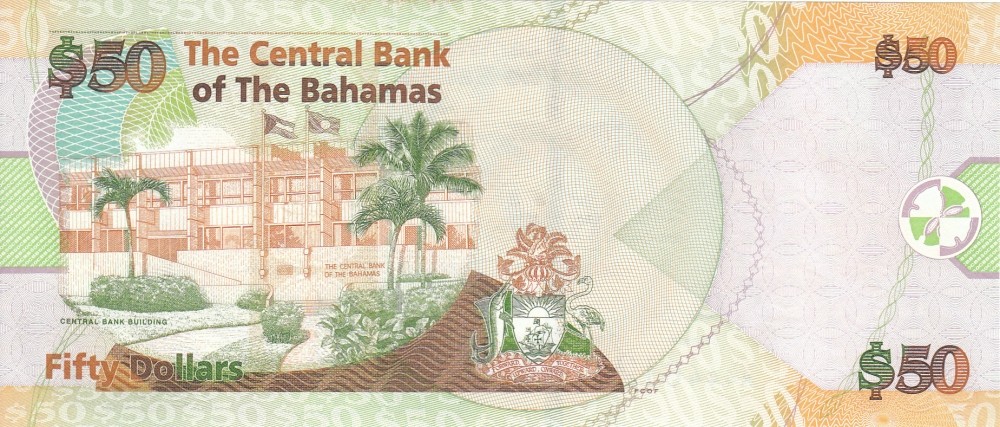 $50
The Central Bank
of The Bahamas
$50
THE CENTRAL BANK
OF THE BAHAMAS
CENTRAL BANK BUILDING
Fifty Dollars
$50